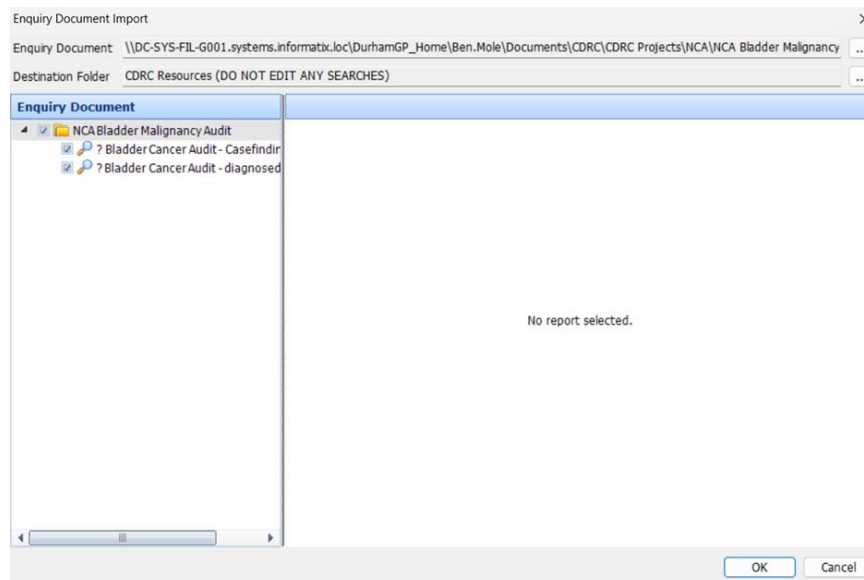 Enquiry Document Import
Enquiry Document \\DC-SYS-FIL-G001.systems.informatix.loc\DurhamGP_Home\Ben.Mole\Documents\CDRC\CDRC Projects\NCA\NCA Bladder Malignancy ...
Destination Folder CDRC Resources (DO NOT EDIT ANY SEARCHES) ...
Enquiry Document
NCA Bladder Malignancy Audit
? Bladder Cancer Audit - Casefindin
? Bladder Cancer Audit - diagnosed
No report selected.
OK Cancel